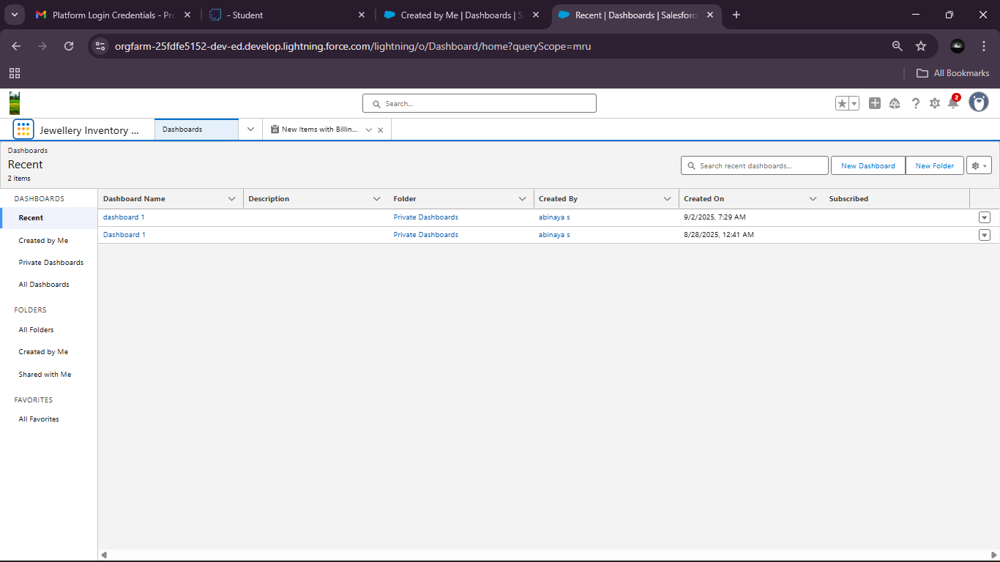 Platform Login Credentials - Pro
- Student
Created by Me | Dashboards | S
Recent | Dashboards | Salesforc
orgfarm-25fdfe5152-dev-ed.develop.lightning.force.com/lightning/o/Dashboard/home?queryScope=mru
All Bookmarks
Search...
2
Jewellery Inventory ...
Dashboards
New Items with Billin...
Dashboards
Recent
2 items
Search recent dashboards...
New Dashboard
New Folder
DASHBOARDS
Recent
Created by Me
Private Dashboards
All Dashboards
FOLDERS
All Folders
Created by Me
Shared with Me
FAVORITES
All Favorites
Dashboard Name Description Folder Created By Created On Subscribed
dashboard 1 Private Dashboards abinaya s 9/2/2025, 7:29 AM
Dashboard 1 Private Dashboards abinaya s 8/28/2025, 12:41 AM